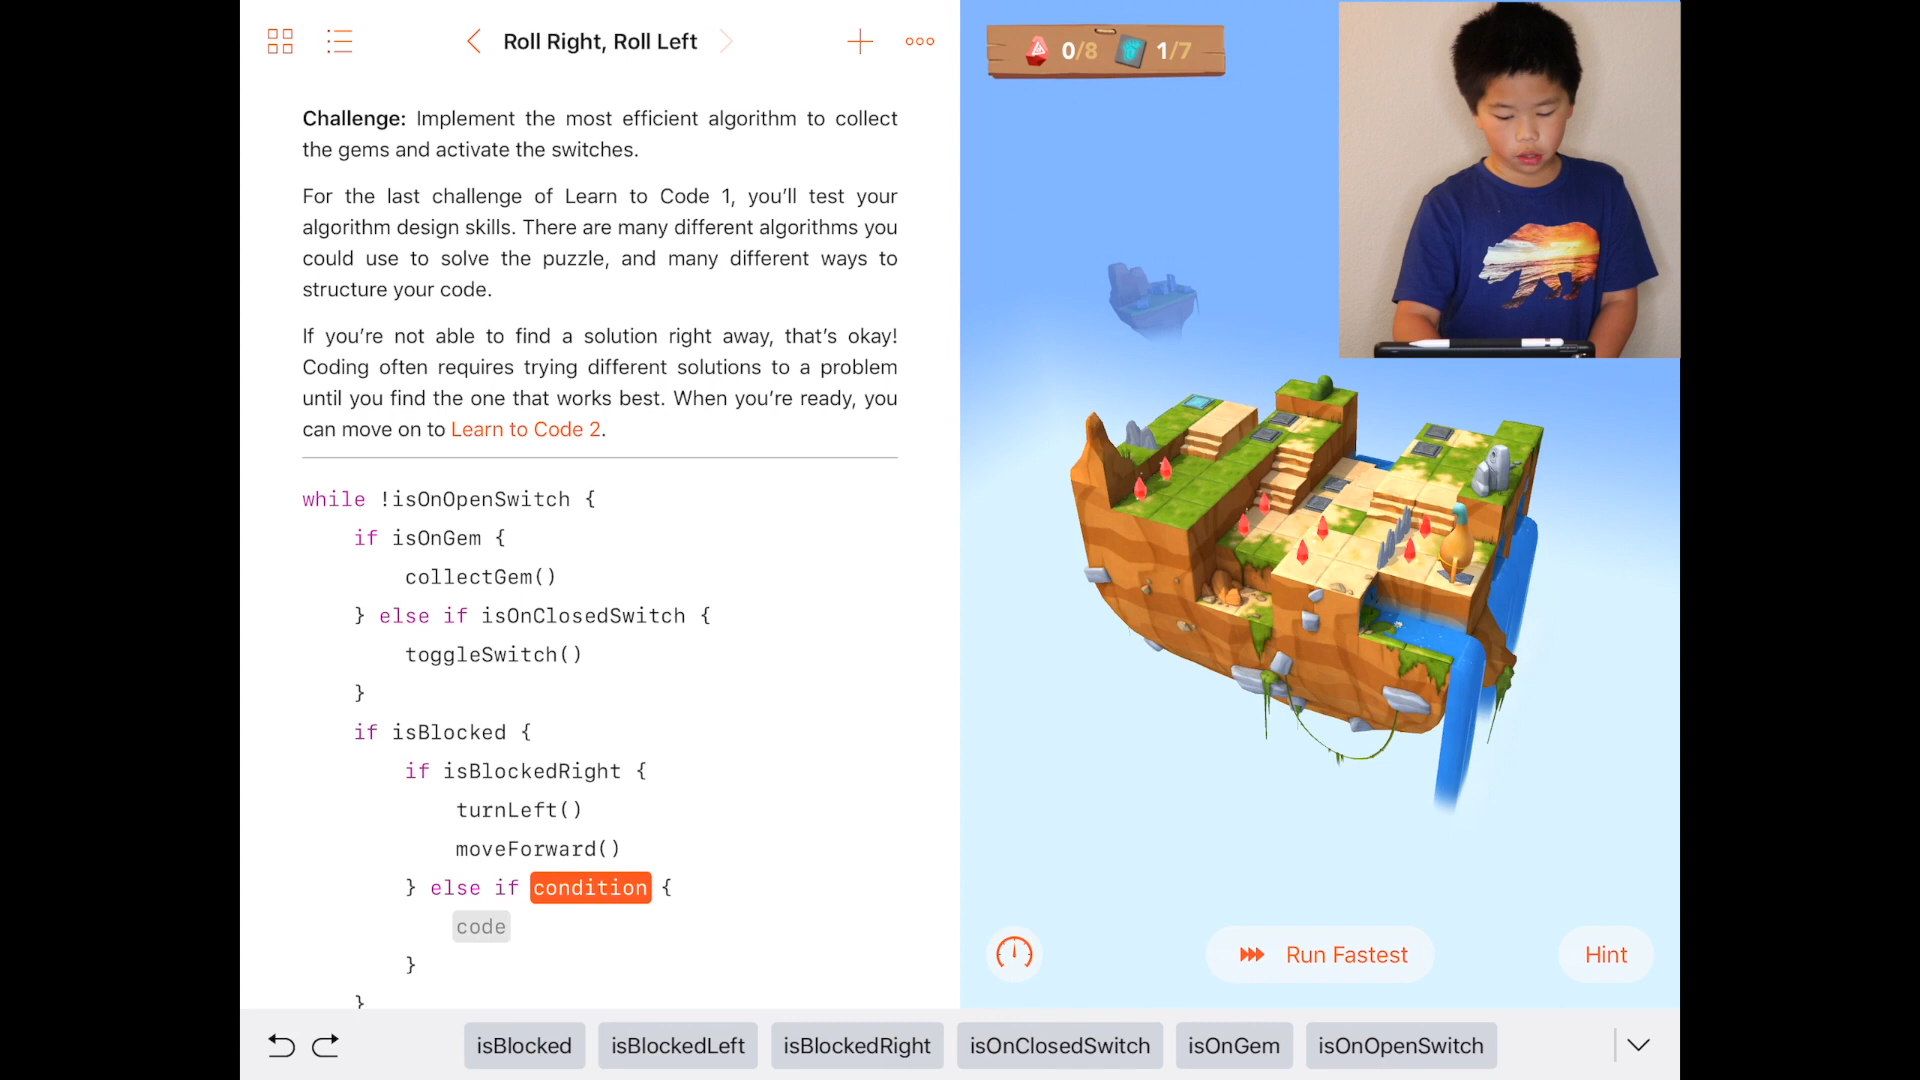 Roll Right, Roll Left
0/8 1/7
Challenge: Implement the most efficient algorithm to collect
the gems and activate the switches.
For the last challenge of Learn to Code 1, you’ll test your
algorithm design skills. There are many different algorithms you
could use to solve the puzzle, and many different ways to
structure your code.
If you’re not able to find a solution right away, that’s okay!
Coding often requires trying different solutions to a problem
until you find the one that works best. When you’re ready, you
can move on to Learn to Code 2.
while !isOnOpenSwitch {
if isOnGem {
collectGem()
} else if isOnClosedSwitch {
toggleSwitch()
}
if isBlocked {
if isBlockedRight {
turnLeft()
moveForward()
} else if condition {
code
}
}
Run Fastest
Hint
isBlocked isBlockedLeft isBlockedRight isOnClosedSwitch isOnGem isOnOpenSwitch